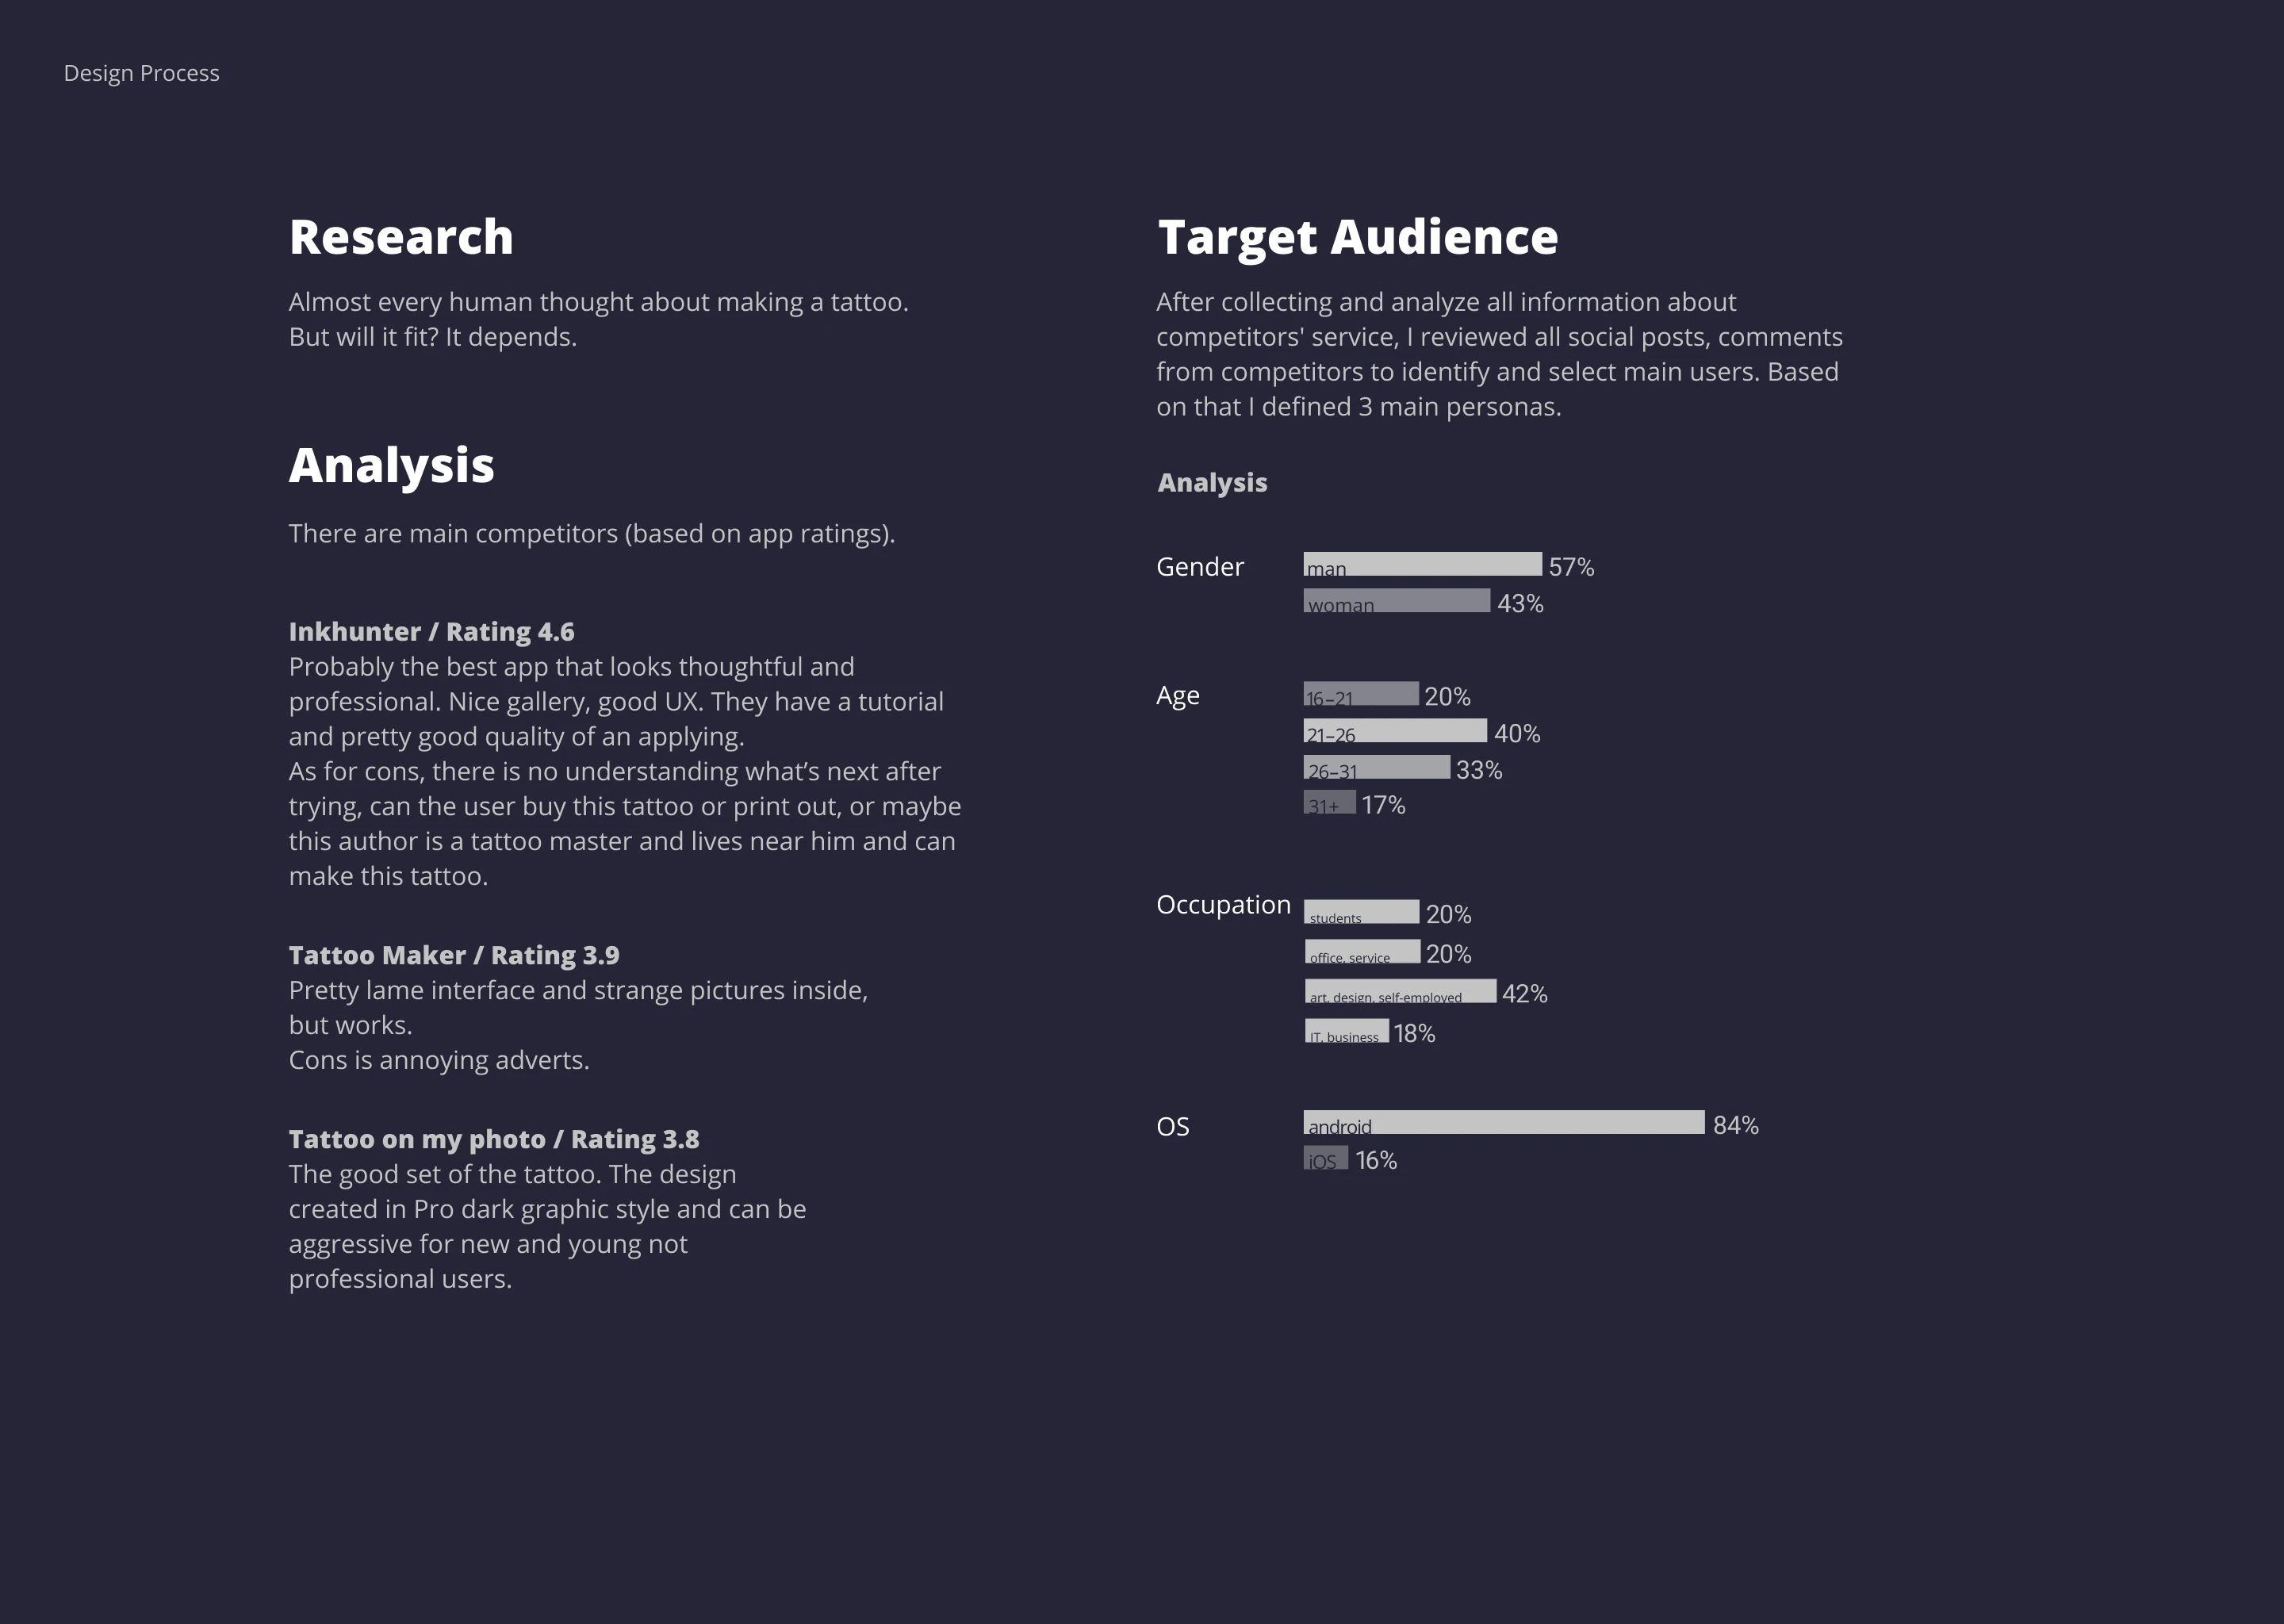 Design Process
Research
Almost every human thought about making a tattoo.
But will it fit? It depends.
Analysis
There are main competitors (based on app ratings).
Inkhunter / Rating 4.6
Probably the best app that looks thoughtful and
professional. Nice gallery, good UX. They have a tutorial
and pretty good quality of an applying.
As for cons, there is no understanding what’s next after
trying, can the user buy this tattoo or print out, or maybe
this author is a tattoo master and lives near him and can
make this tattoo.
Tattoo Maker / Rating 3.9
Pretty lame interface and strange pictures inside,
but works.
Cons is annoying adverts.
Tattoo on my photo / Rating 3.8
The good set of the tattoo. The design
created in Pro dark graphic style and can be
aggressive for new and young not
professional users.
Target Audience
After collecting and analyze all information about
competitors' service, I reviewed all social posts, comments
from competitors to identify and select main users. Based
on that I defined 3 main personas.
Analysis
Gender
man 57%
woman 43%
Age
16–21 20%
21–26 40%
26–31 33%
31+ 17%
Occupation
students 20%
office, service 20%
art, design, self-employed 42%
IT, business 18%
OS
android 84%
iOS 16%